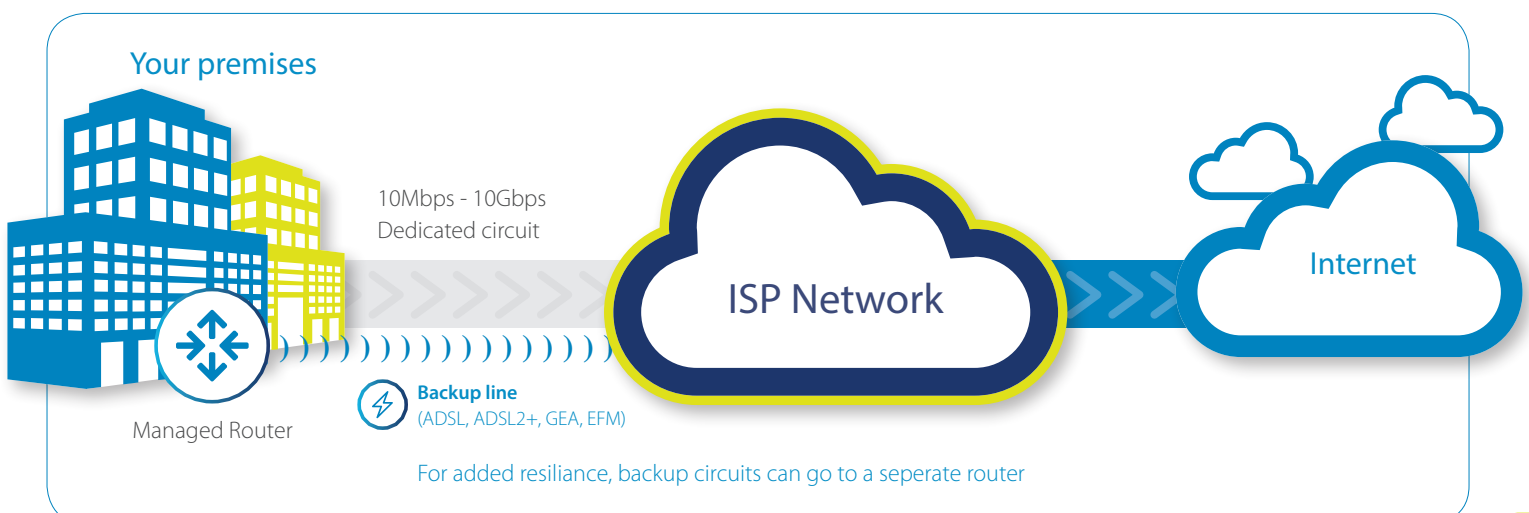 Your premises
10Mbps - 10Gbps
Dedicated circuit
ISP Network
Internet
Managed Router
Backup line
(ADSL, ADSL2+, GEA, EFM)
For added resiliance, backup circuits can go to a seperate router